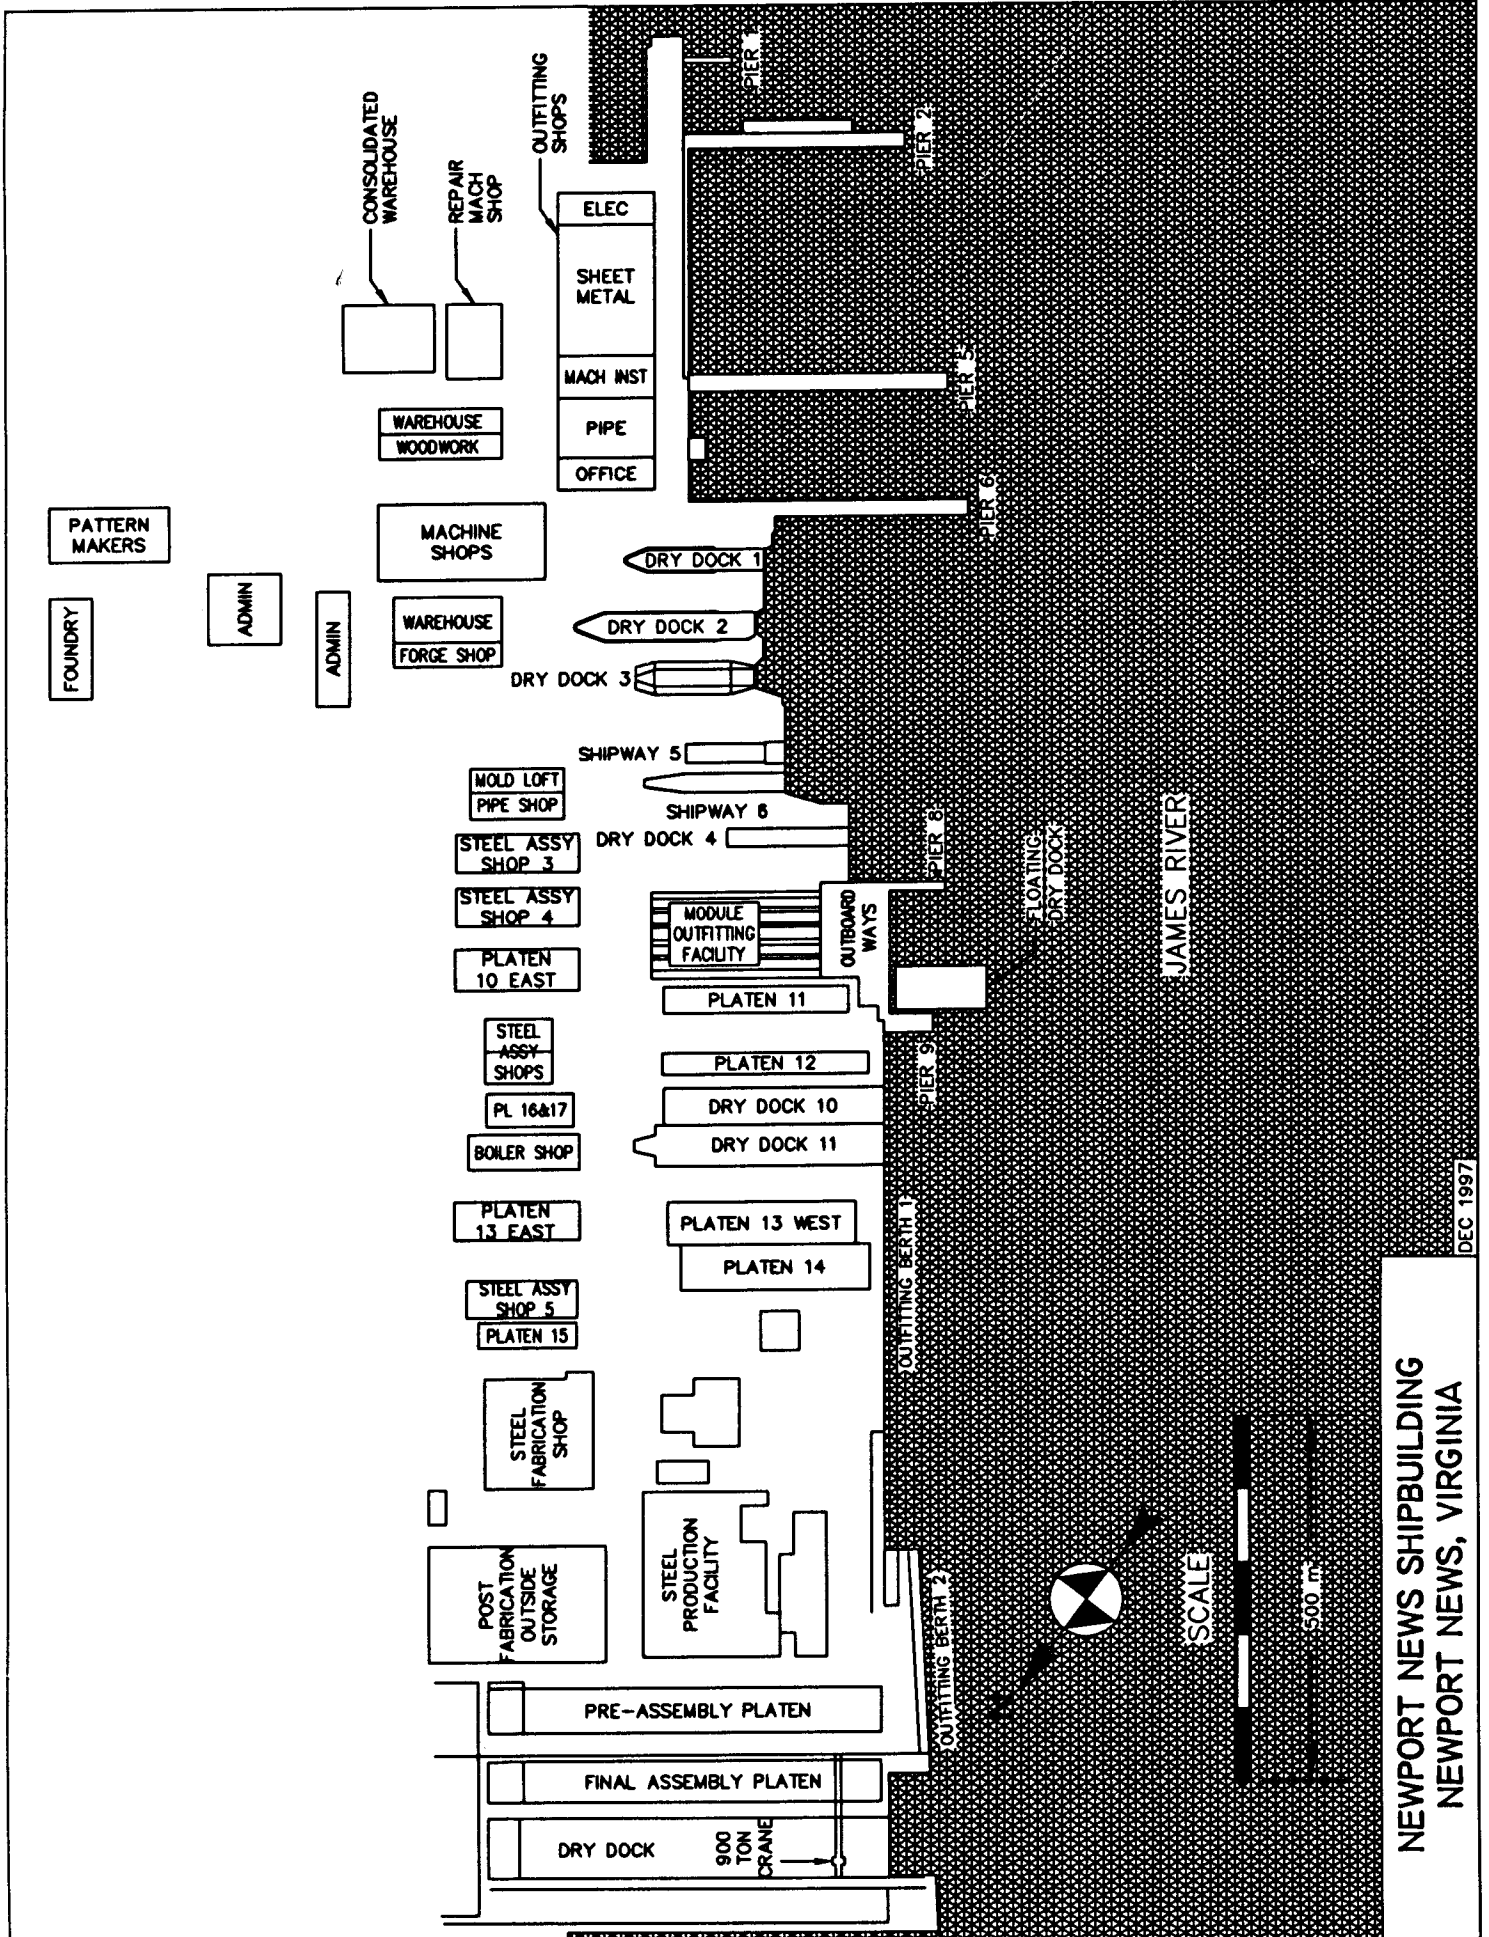 PIER 1
OUTFITTING
SHOPS
CONSOLIDATED
WAREHOUSE
REPAIR
MACH
SHOP
PIER 2
ELEC
SHEET
METAL
MACH INST
PIER 5
WAREHOUSE
WOODWORK
PIPE
OFFICE
PIER 6
PATTERN
MAKERS
MACHINE
SHOPS
DRY DOCK 1
ADMIN
FOUNDRY
ADMIN
WAREHOUSE
FORGE SHOP
DRY DOCK 2
DRY DOCK 3
SHIPWAY 5
MOLD LOFT
PIPE SHOP
SHIPWAY 6
STEEL ASSY
SHOP 3
DRY DOCK 4
PIER 8
STEEL ASSY
SHOP 4
MODULE
OUTFITTING
FACILITY
OUTBOARD
WAYS
FLOATING
DRY DOCK
JAMES RIVER
PLATEN
10 EAST
PLATEN 11
STEEL
ASSY
SHOPS
PLATEN 12
PIER 9
PL 16&17
DRY DOCK 10
BOILER SHOP
DRY DOCK 11
PLATEN
13 EAST
PLATEN 13 WEST
PLATEN 14
OUTFITTING BERTH 1
STEEL ASSY
SHOP 5
PLATEN 15
STEEL
FABRICATION
SHOP
POST
FABRICATION
OUTSIDE
STORAGE
STEEL
PRODUCTION
FACILITY
OUTFITTING BERTH 2
SCALE
500 m
PRE-ASSEMBLY PLATEN
FINAL ASSEMBLY PLATEN
DRY DOCK
900
TON
CRANE
DEC 1997
NEWPORT NEWS SHIPBUILDING
NEWPORT NEWS, VIRGINIA